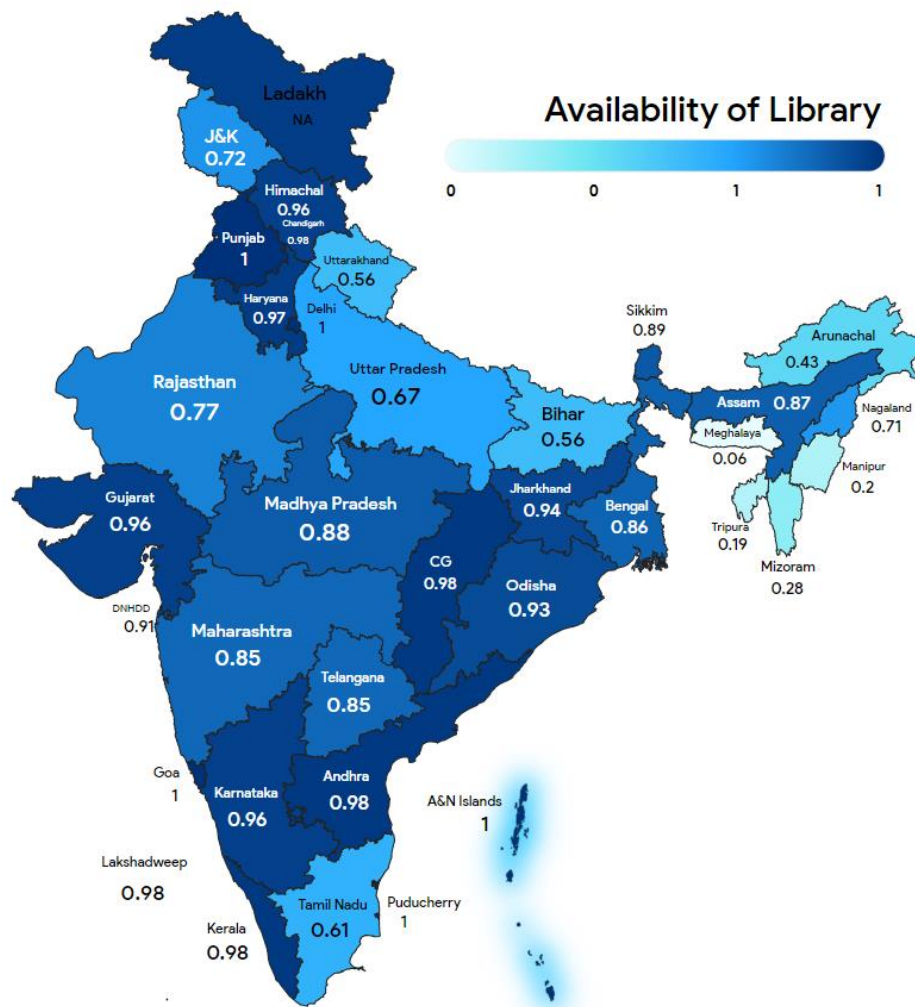 Ladakh
NA
Availability of Library
0 0 1 1
J&K
0.72
Himachal
0.96
Chandigarh
0.98
Punjab
1
Uttarakhand
0.56
Haryana
0.97
Delhi
1
Sikkim
0.89
Arunachal
0.43
Rajasthan
0.77
Uttar Pradesh
0.67
Bihar
0.56
Assam 0.87
Nagaland
0.71
Meghalaya
0.06
Manipur
0.2
Gujarat
0.96
Madhya Pradesh
0.88
Jharkhand
0.94
Bengal
0.86
Tripura
0.19
Mizoram
0.28
CG
0.98
Odisha
0.93
DNHDD
0.91
Maharashtra
0.85
Telangana
0.85
Goa
1
Karnataka
0.96
Andhra
0.98
A&N Islands
1
Lakshadweep
0.98
Kerala
0.98
Tamil Nadu
0.61
Puducherry
1